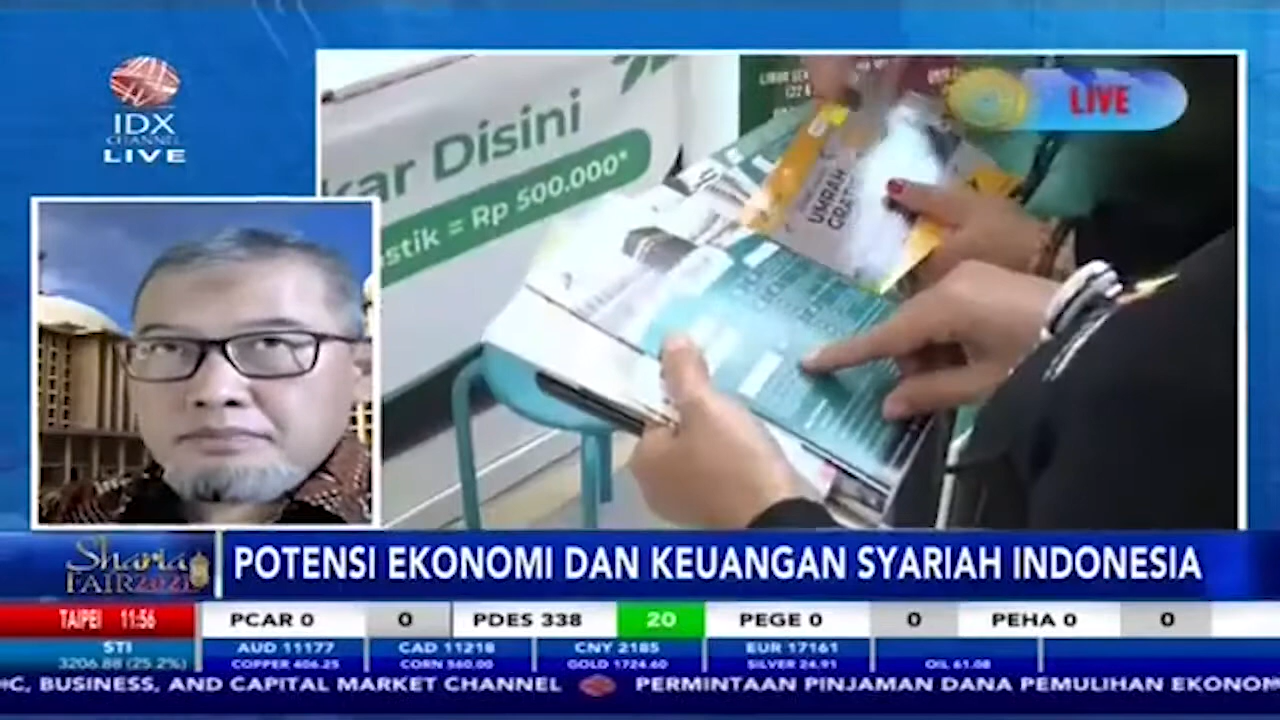 IDX
CHANNEL
LIVE
LIVE
kar Disini
stik = Rp 500.000*
UMRAH
Sharia
FAIR 2021
POTENSI EKONOMI DAN KEUANGAN SYARIAH INDONESIA
TAIPEI 11:56
PCAR 0 0 PDES 338 20 PEGE 0 0 PEHA 0 0
STI
3206.88 (25.2%)
AUD 11177 CAD 11218 CNY 2185 EUR 17161
COPPER 406.25 CORN 560.00 GOLD 1724.60 SILVER 24.91 OIL 61.08
IC, BUSINESS, AND CAPITAL MARKET CHANNEL PERMINTAAN PINJAMAN DANA PEMULIHAN EKONOM